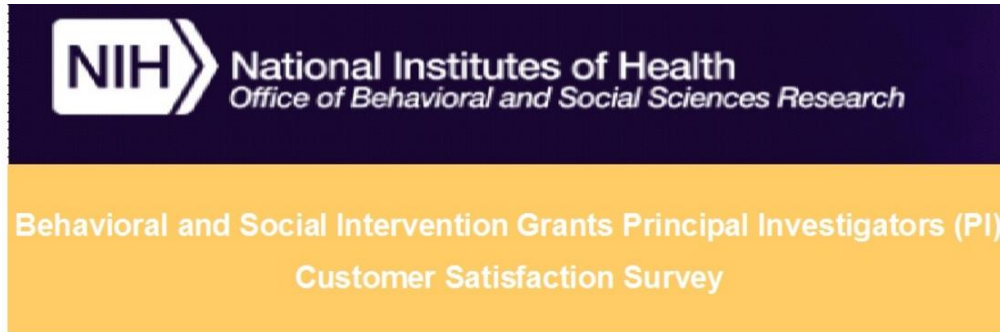 NIH
National Institutes of Health
Office of Behavioral and Social Sciences Research
Behavioral and Social Intervention Grants Principal Investigators (PI)
Customer Satisfaction Survey